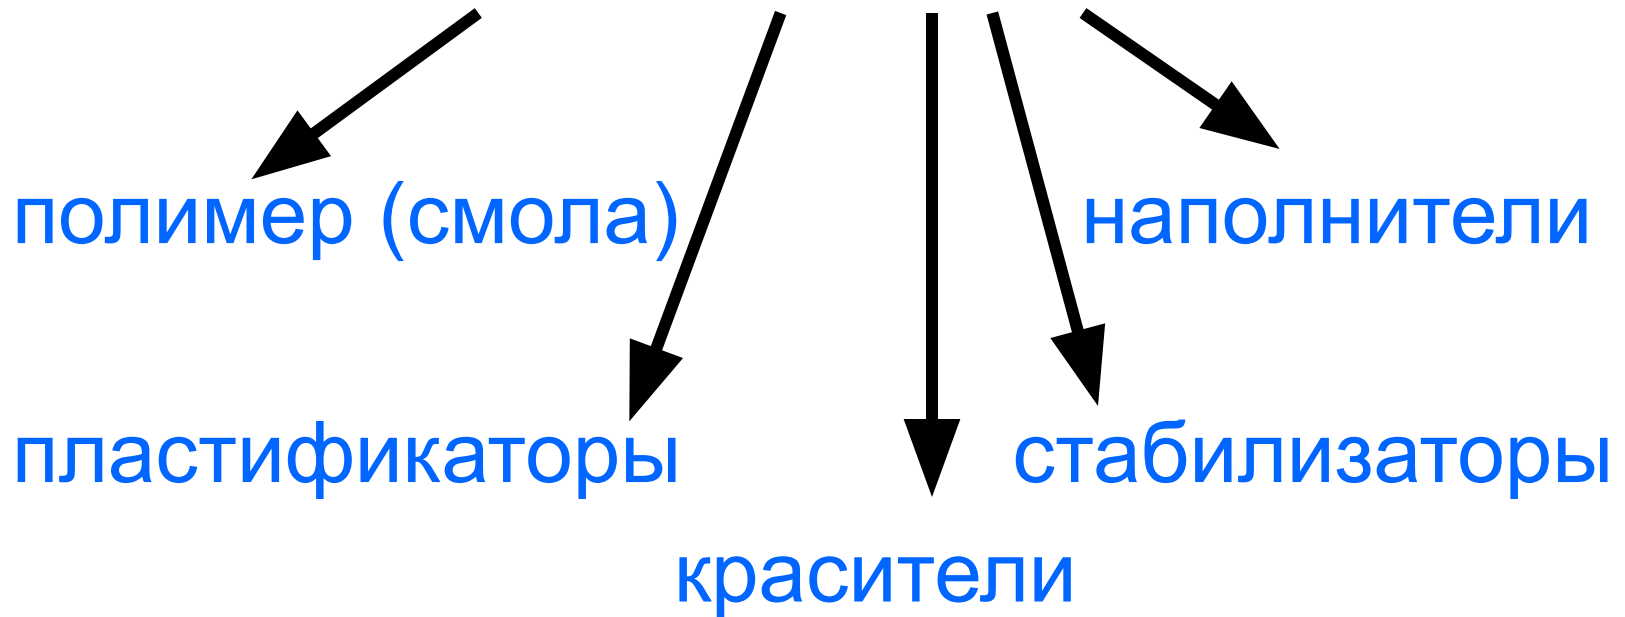 полимер (смола)
наполнители
пластификаторы
стабилизаторы
красители